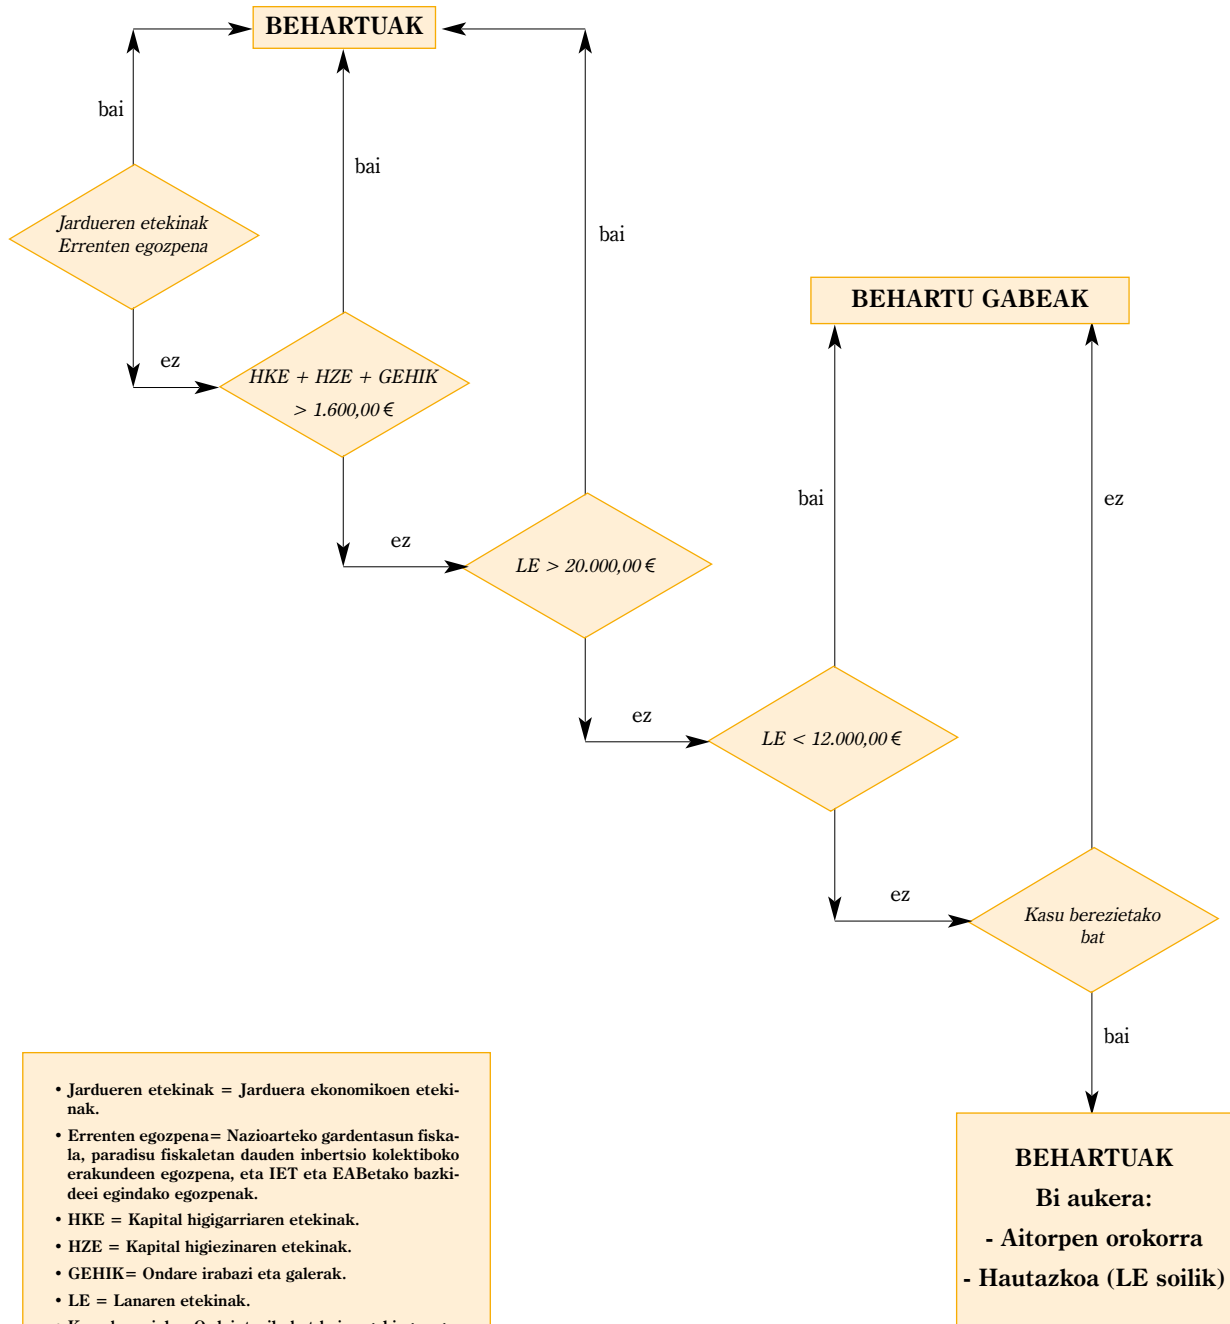 BEHARTUAK
bai
bai
bai
Jardueren etekinak
Errenten egozpena
BEHARTU GABEAK
ez
HKE + HZE + GEHIK
> 1.600,00 €
bai
ez
ez
LE > 20.000,00 €
ez
LE < 12.000,00 €
ez
Kasu berezietako
bat
bai
• Jardueren etekinak = Jarduera ekonomikoen eteki-
nak.
• Errenten egozpena= Nazioarteko gardentasun fiska-
la, paradisu fiskaletan dauden inbertsio kolektiboko
erakundeen egozpena, eta IET eta EABetako bazki-
deei egindako egozpenak.
• HKE = Kapital higigarriaren etekinak.
• HZE = Kapital higiezinaren etekinak.
• GEHIK= Ondare irabazi eta galerak.
• LE = Lanaren etekinak.
BEHARTUAK
Bi aukera:
- Aitorpen orokorra
- Hautazkoa (LE soilik)